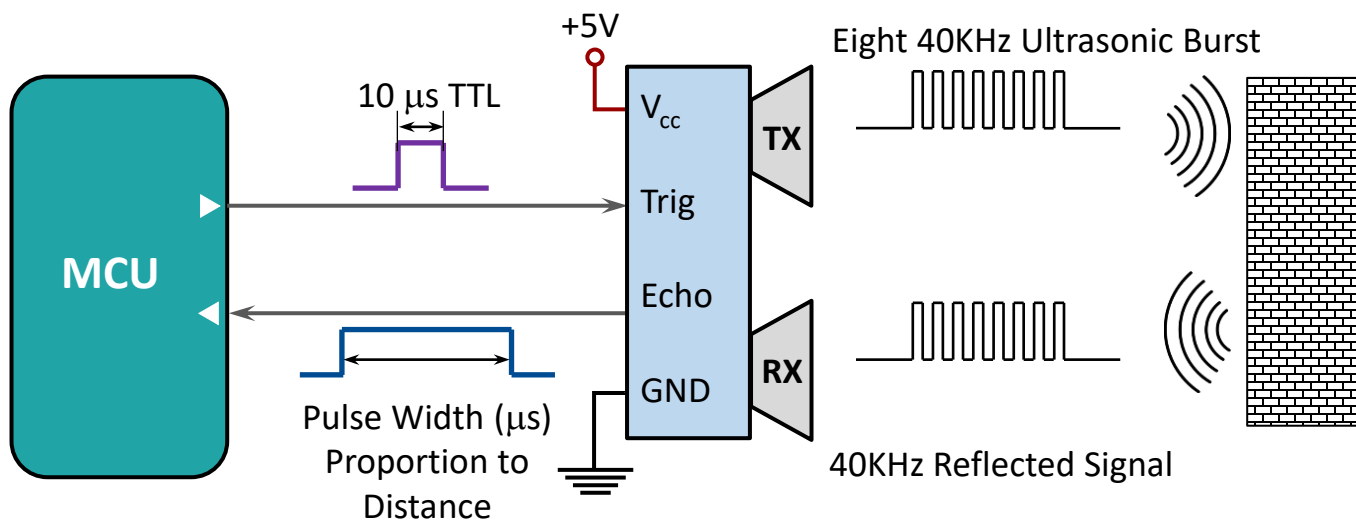 +5V
Eight 40KHz Ultrasonic Burst
10 μs TTL
Vcc
TX
Trig
MCU
Echo
RX
GND
Pulse Width (μs)
Proportion to
Distance
40KHz Reflected Signal